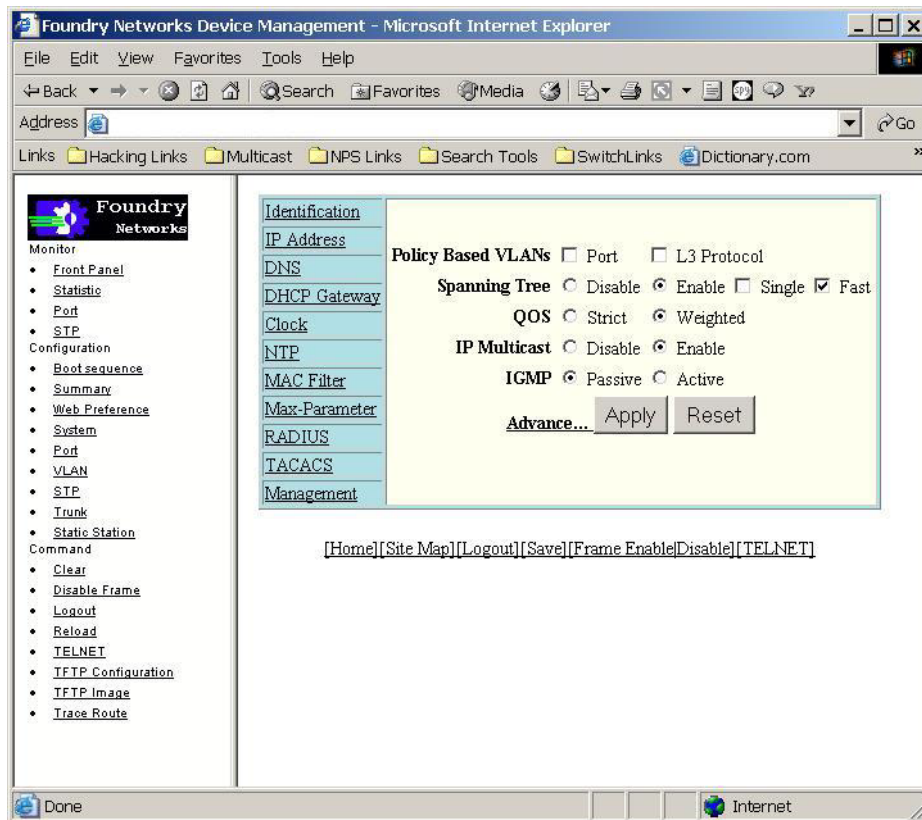 Foundry Networks Device Management - Microsoft Internet Explorer
File Edit View Favorites Tools Help
Back Search Favorites Media
Address Go
Links Hacking Links Multicast NPS Links Search Tools SwitchLinks Dictionary.com »
Foundry
Networks
Monitor
Front Panel
Statistic
Port
STP
Configuration
Boot sequence
Summary
Web Preference
System
Port
VLAN
STP
Trunk
Static Station
Command
Clear
Disable Frame
Logout
Reload
TELNET
TFTP Configuration
TFTP Image
Trace Route
Identification
IP Address
DNS
DHCP Gateway
Clock
NTP
MAC Filter
Max-Parameter
RADIUS
TACACS
Management
Policy Based VLANs Port L3 Protocol
Spanning Tree Disable Enable Single Fast
QOS Strict Weighted
IP Multicast Disable Enable
IGMP Passive Active
Advance... Apply Reset
[Home][Site Map][Logout][Save][Frame Enable|Disable][TELNET]
Done Internet